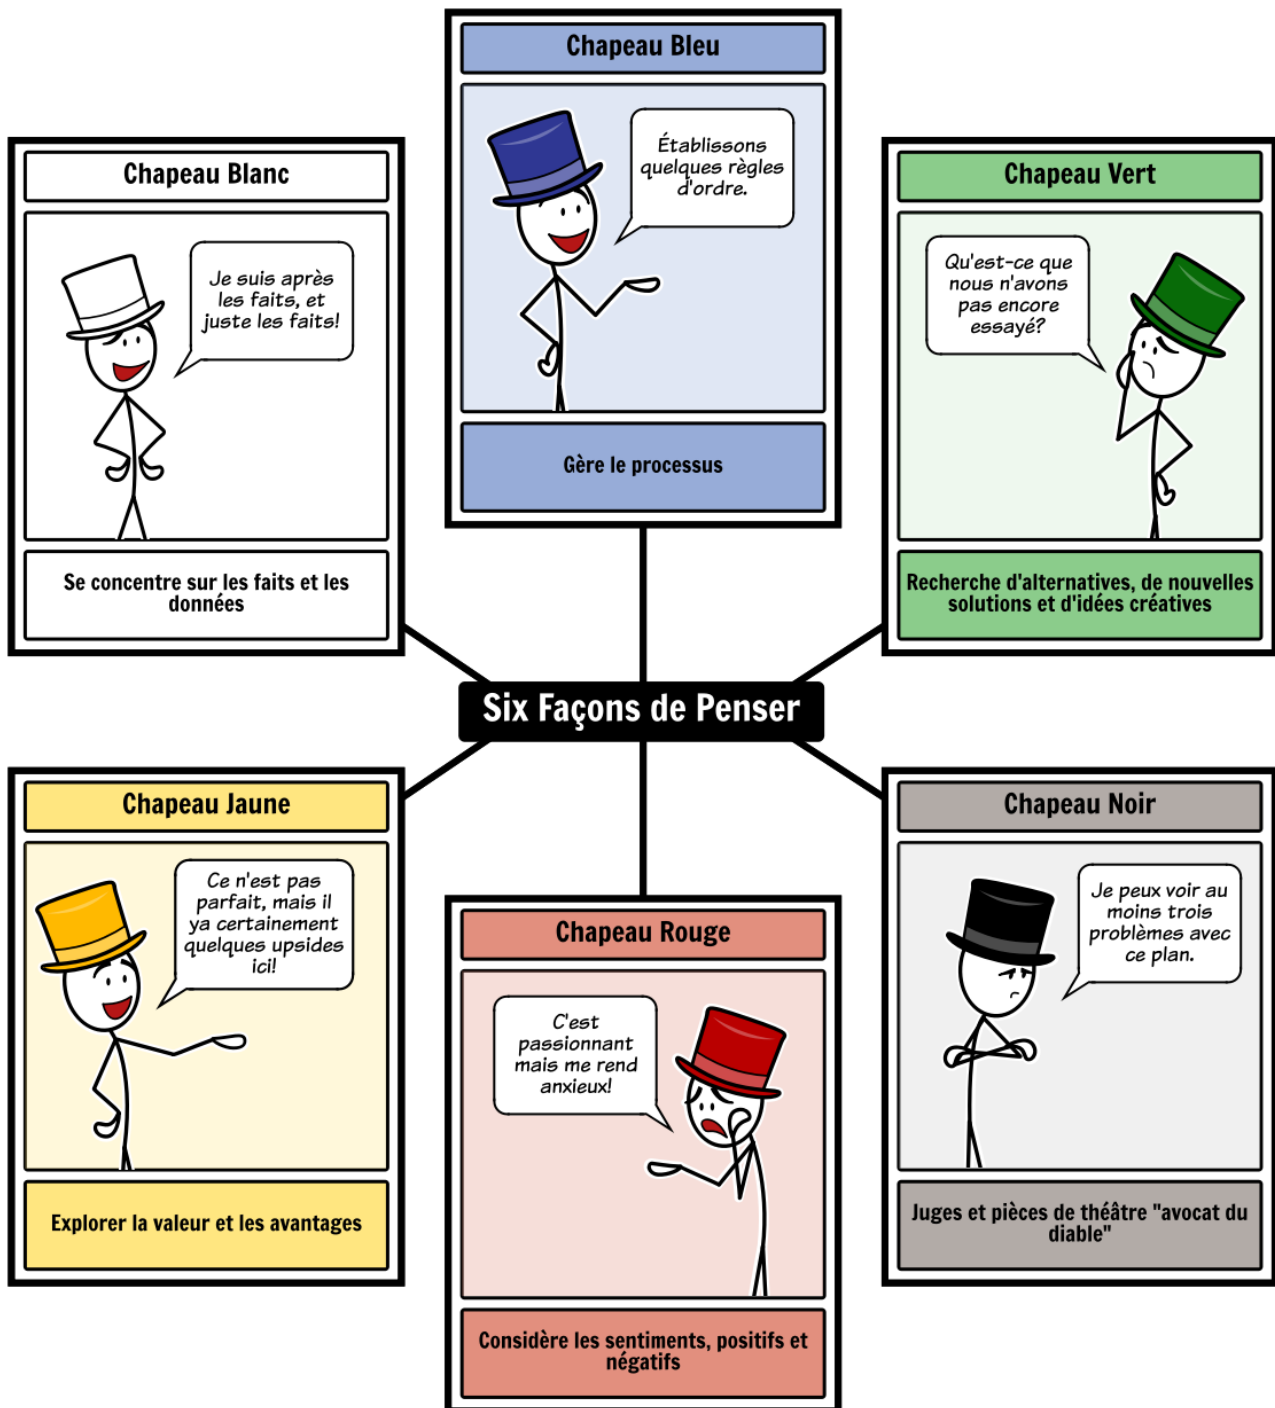 Chapeau Bleu
Établissons
quelques règles
d'ordre.
Gère le processus
Chapeau Blanc
Je suis après
les faits, et
juste les faits!
Se concentre sur les faits et les
données
Chapeau Vert
Qu'est-ce que
nous n'avons
pas encore
essayé?
Recherche d'alternatives, de nouvelles
solutions et d'idées créatives
Six Façons de Penser
Chapeau Jaune
Ce n'est pas
parfait, mais il
ya certainement
quelques upsides
ici!
Explorer la valeur et les avantages
Chapeau Rouge
C'est
passionnant
mais me rend
anxieux!
Considère les sentiments, positifs et
négatifs
Chapeau Noir
Je peux voir au
moins trois
problèmes avec
ce plan.
Juges et pièces de théâtre "avocat du
diable"